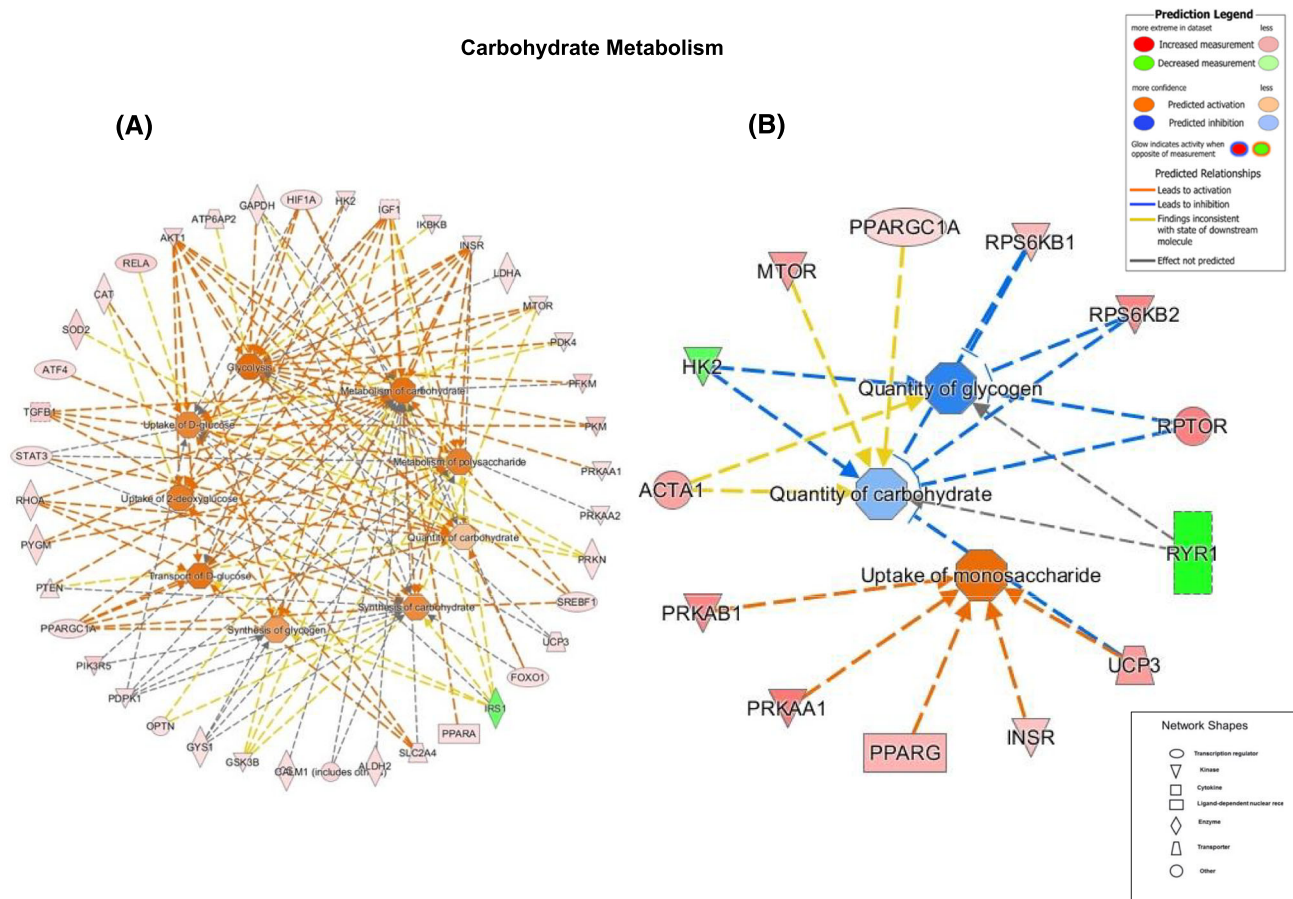 Carbohydrate Metabolism
Prediction Legend
more extreme in dataset less
Increased measurement
Decreased measurement
more confidence less
Predicted activation
Predicted inhibition
Glow indicates activity when
opposite of measurement
Predicted Relationships
Leads to activation
Leads to inhibition
Findings inconsistent
with state of downstream
molecule
Effect not predicted
(A)
GAPDH
HIF1A
HK2
IGF1
IKBKB
INSR
LDHA
MTOR
PDK4
PFKM
PKM
PRKAA1
PRKAA2
PRKN
SREBF1
UCP3
FOXO1
IRS1
PPARA
SLC2A4
ALDH2
CALM1 (includes others)
GSK3B
GYS1
OPTN
PDPK1
PIK3R5
PPARGC1A
PTEN
PYGM
RHOA
STAT3
TGFB1
ATF4
SOD2
CAT
RELA
AKT1
ATP6AP2
Glycolysis
Metabolism of carbohydrate
Uptake of D-glucose
Metabolism of polysaccharide
Uptake of 2-deoxyglucose
Quantity of carbohydrate
Transport of D-glucose
Synthesis of carbohydrate
Synthesis of glycogen
(B)
PPARGC1A
RPS6KB1
MTOR
RPS6KB2
HK2
Quantity of glycogen
RPTOR
ACTA1
Quantity of carbohydrate
RYR1
Uptake of monosaccharide
PRKAB1
UCP3
PRKAA1
PPARG
INSR
Network Shapes
Transcription regulator
Kinase
Cytokine
Ligand-dependent nuclear rece
Enzyme
Transporter
Other